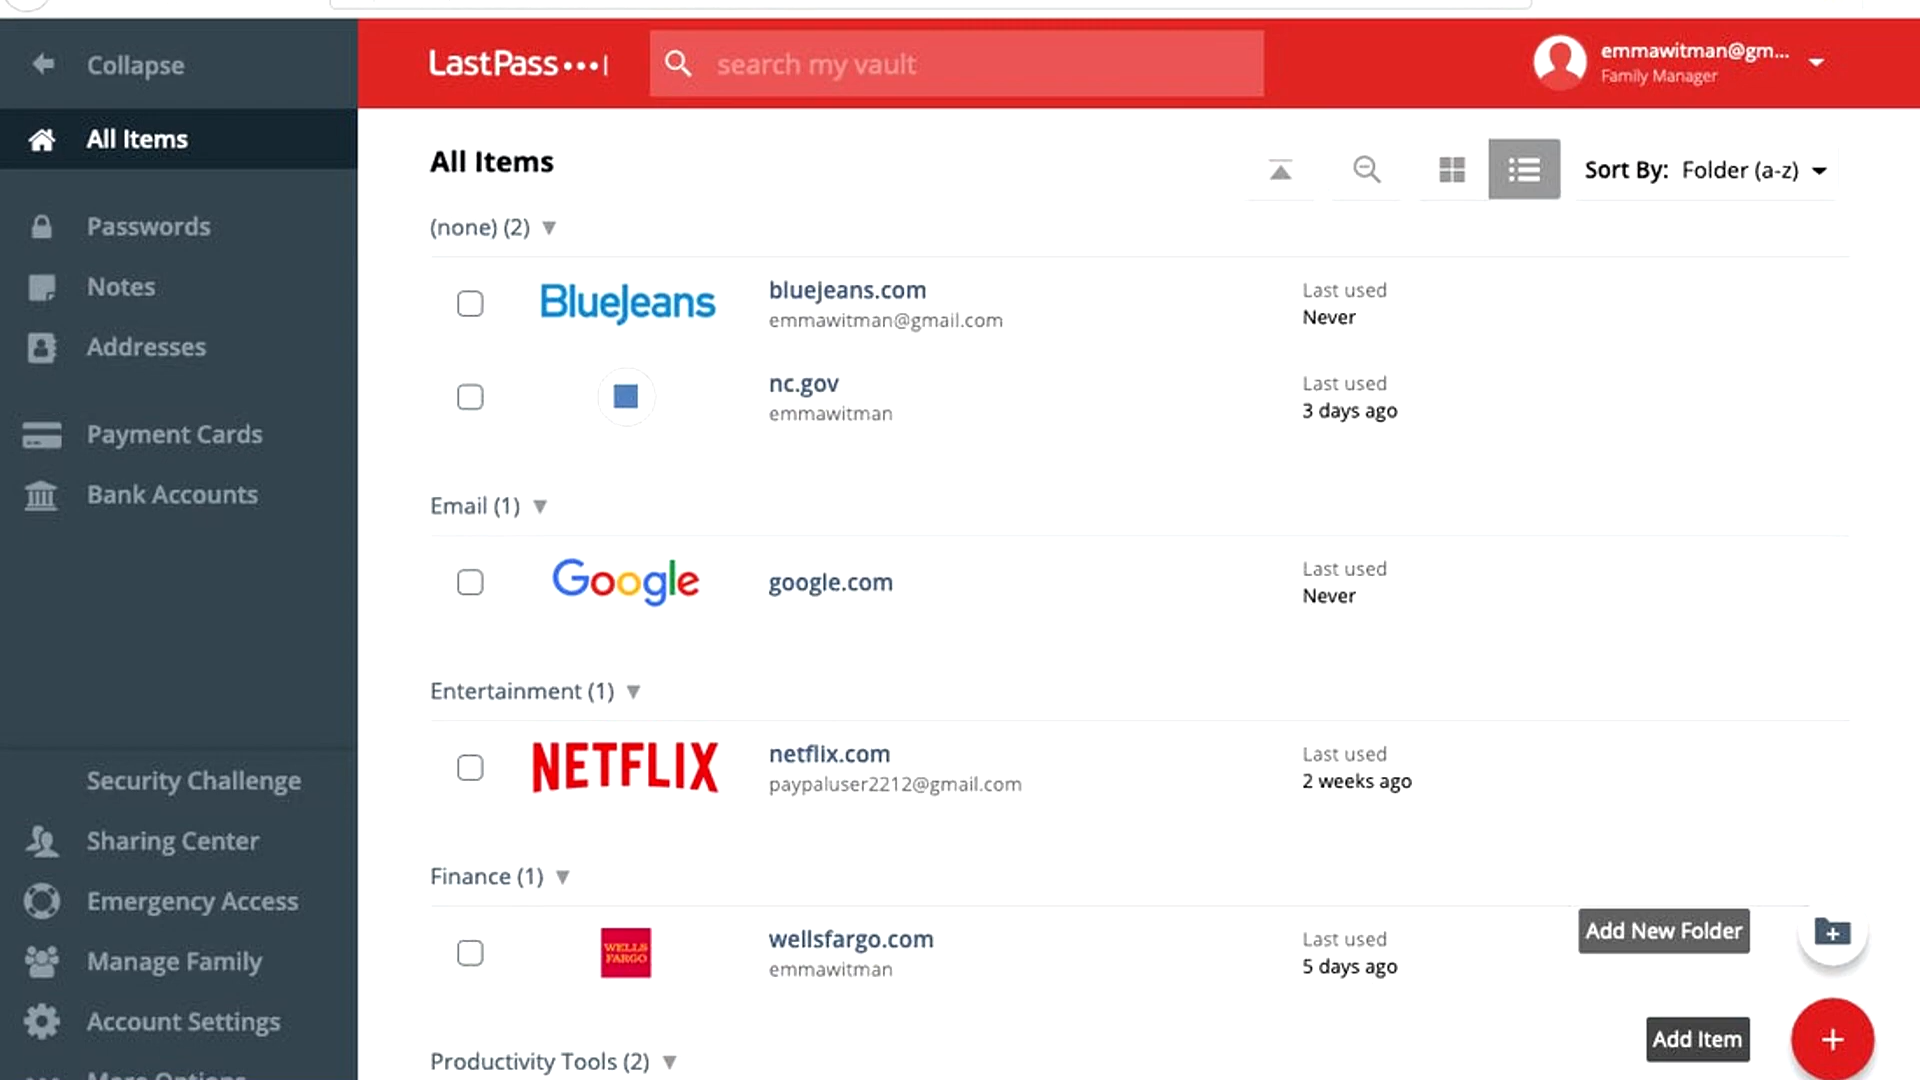 Collapse
LastPass
search my vault
emmawitman@gm...
Family Manager
All Items
Passwords
Notes
Addresses
Payment Cards
Bank Accounts
Security Challenge
Sharing Center
Emergency Access
Manage Family
Account Settings
More Options
All Items
Sort By: Folder (a-z)
(none) (2)
BlueJeans
bluejeans.com
emmawitman@gmail.com
Last used
Never
nc.gov
emmawitman
Last used
3 days ago
Email (1)
Google
google.com
Last used
Never
Entertainment (1)
NETFLIX
netflix.com
paypaluser2212@gmail.com
Last used
2 weeks ago
Finance (1)
WELLS
FARGO
wellsfargo.com
emmawitman
Last used
5 days ago
Add New Folder
Add Item
Productivity Tools (2)